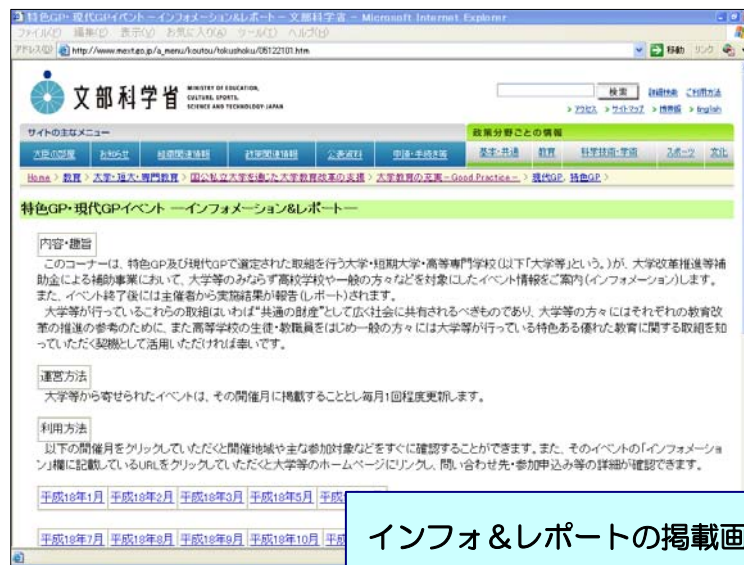 特色GP・現代GPイベント－インフォメーション&レポート－文部科学省 - Microsoft Internet Explorer
ファイル(F) 編集(E) 表示(V) お気に入り(A) ツール(T) ヘルプ(H)
アドレス(D) http://www.mext.go.jp/a_menu/koutou/tokushoku/05122101.htm 移動 リンク
文部科学省 MINISTRY OF EDUCATION, CULTURE, SPORTS, SCIENCE AND TECHNOLOGY-JAPAN
検索 詳細検索 ご利用方法
> アクセス > サイトマップ > 携帯版 > English
サイトの主なメニュー 政策分野ごとの情報
大臣の部屋 お知らせ 組織関連情報 政策関連情報 公表資料 申請・手続き等 基本・共通 教育 科学技術・学術 スポーツ 文化
Home > 教育 > 大学・短大・専門教育 > 国公私立大学を通じた大学教育改革の支援 > 大学教育の充実－Good Practice－ > 現代GP、特色GP >
特色GP・現代GPイベント ―インフォメーション&レポート―
内容・趣旨
このコーナーは、特色GP及び現代GPで選定された取組を行う大学・短期大学・高等専門学校(以下「大学等」という。)が、大学改革推進等補
助金による補助事業において、大学等のみならず高校学校や一般の方々などを対象にしたイベント情報をご案内(インフォメーション)します。
また、イベント終了後には主催者から実施結果が報告(レポート)されます。
大学等が行っているこれらの取組はいわば“共通の財産”として広く社会に共有されるべきものであり、大学等の方々にはそれぞれの教育改
革の推進の参考のために、また高等学校の生徒・教職員をはじめ一般の方々には大学等が行っている特色ある優れた教育に関する取組を知
っていただく契機として活用いただければ幸いです。
運営方法
大学等から寄せられたイベントは、その開催月に掲載することとし毎月1回程度更新します。
利用方法
以下の開催月をクリックしていただくと開催地域や主な参加対象などをすぐに確認することができます。また、そのイベントの「インフォメーショ
ン」欄に記載しているURLをクリックしていただくと大学等のホームページにリンクし、問い合わせ先・参加申込み等の詳細が確認できます。
平成18年1月 平成18年2月 平成18年3月 平成18年5月
平成18年7月 平成18年8月 平成18年9月 平成18年10月
インフォ＆レポートの掲載画